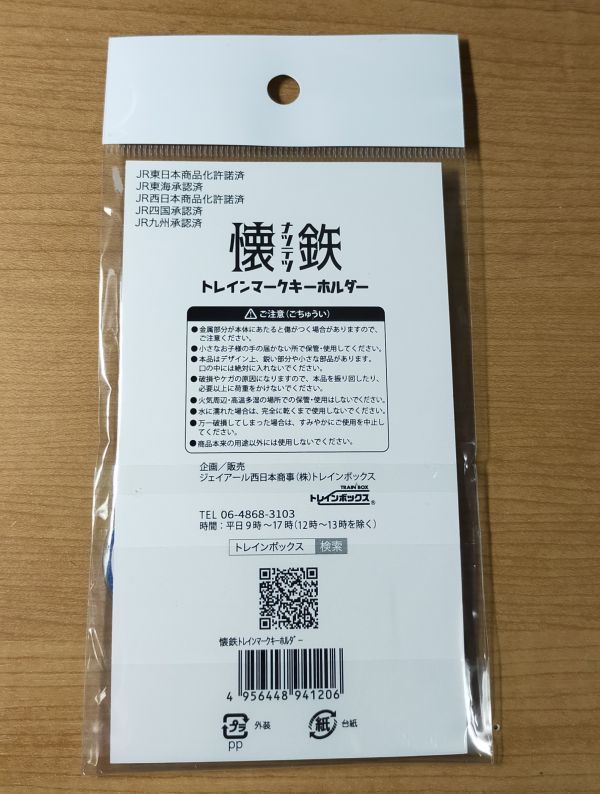 JR東日本商品化許諾済
JR東海承認済
JR西日本商品化許諾済
JR四国承認済
JR九州承認済
懐鉄
ナツテツ
トレインマークキーホルダー
ご注意(ごちゅうい)
●金属部分が本体にあたると傷がつく場合がありますので、
ご注意ください。
●小さなお子様の手の届かない所で保管・使用してください。
●本品はデザイン上、鋭い部分や小さな部品があります。
口の中には絶対に入れないでください。
●破損やケガの原因になりますので、本品を振り回したり、
必要以上に荷重をかけないでください。
●火気周辺・高温多湿の場所での保管・使用はしないでください。
●水に濡れた場合は、完全に乾くまで使用しないでください。
●万一破損してしまった場合は、すみやかにご使用を中止し
てください。
●商品本来の用途以外には使用しないでください。
企画/販売
ジェイアール西日本商事(株)トレインボックス
TRAIN BOX
トレインボックス®
TEL 06-4868-3103
時間:平日9時~17時(12時~13時を除く)
トレインボックス 検索
懐鉄トレインマークキーホルダー
4 956448 941206
プラ 外装 紙 台紙
pp